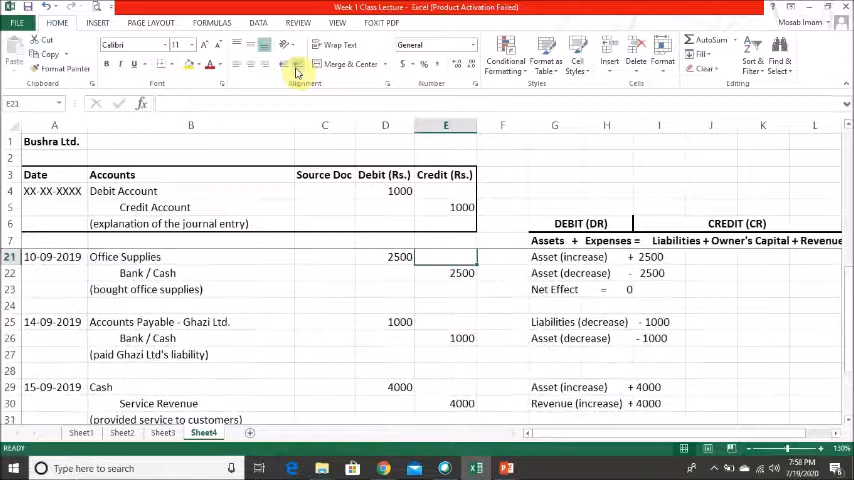 Week 1 Class Lecture - Excel (Product Activation Failed)
FILE HOME INSERT PAGE LAYOUT FORMULAS DATA REVIEW VIEW FOXIT PDF Mosab Imam
Paste Cut Copy Format Painter
Calibri 11 Wrap Text General
B I U A Merge & Center $ %
Conditional Formatting Format as Table Cell Styles Insert Delete Format
AutoSum Fill Clear Sort & Filter Find & Select
Clipboard Font Alignment Number Styles Cells Editing
E21 fx
A B C D E F G H I J K L
1 Bushra Ltd.
2
3 Date Accounts Source Doc Debit (Rs.) Credit (Rs.)
4 XX-XX-XXXX Debit Account 1000
5 Credit Account 1000
6 (explanation of the journal entry) DEBIT (DR) CREDIT (CR)
7 Assets + Expenses = Liabilities + Owner's Capital + Revenue
21 10-09-2019 Office Supplies 2500 Asset (increase) + 2500
22 Bank / Cash 2500 Asset (decrease) - 2500
23 (bought office supplies) Net Effect = 0
24
25 14-09-2019 Accounts Payable - Ghazi Ltd. 1000 Liabilities (decrease) - 1000
26 Bank / Cash 1000 Asset (decrease) - 1000
27 (paid Ghazi Ltd's liability)
28
29 15-09-2019 Cash 4000 Asset (increase) + 4000
30 Service Revenue 4000 Revenue (increase) + 4000
31 (provided service to customers)
Sheet1 Sheet2 Sheet3 Sheet4
READY 130%
Type here to search
7:58 PM
7/19/2020